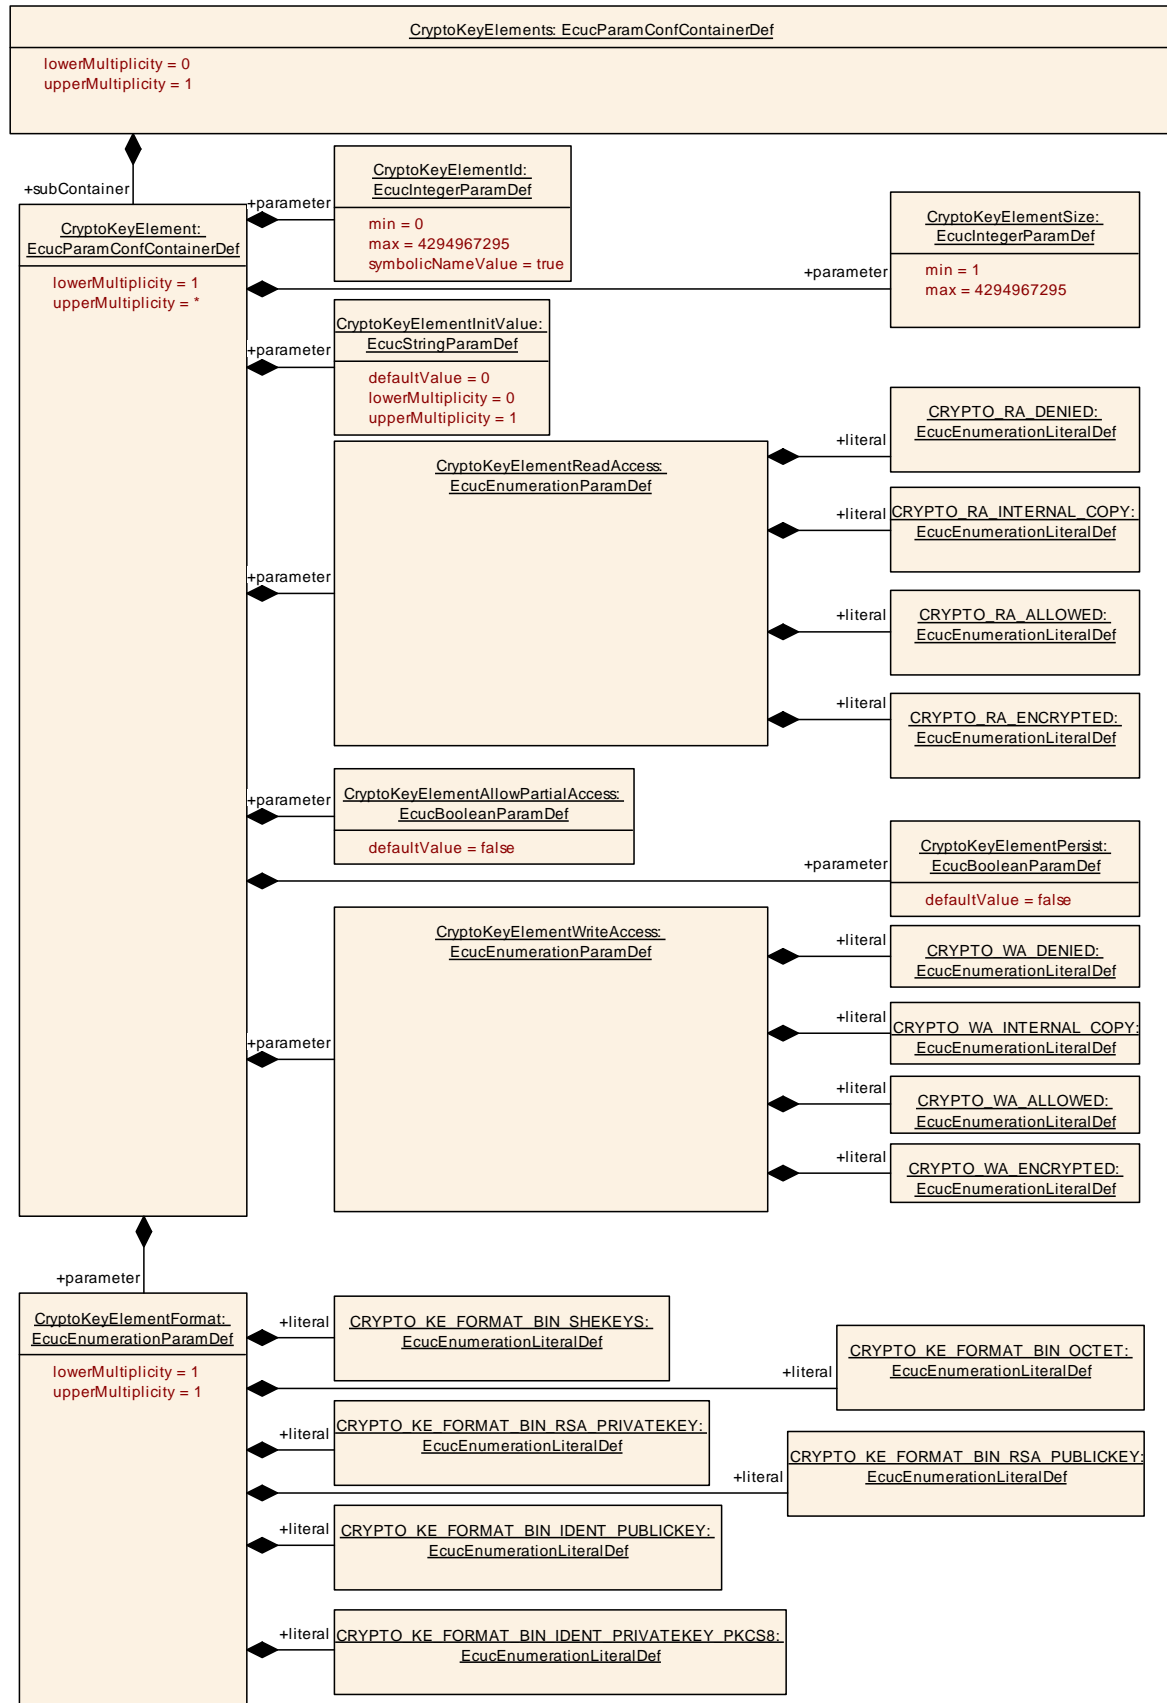 CryptoKeyElements: EcucParamConfContainerDef
lowerMultiplicity = 0
upperMultiplicity = 1
+subContainer
CryptoKeyElement:
EcucParamConfContainerDef
lowerMultiplicity = 1
upperMultiplicity = *
+parameter
CryptoKeyElementId:
EcucIntegerParamDef
min = 0
max = 4294967295
symbolicNameValue = true
+parameter
CryptoKeyElementSize:
EcucIntegerParamDef
min = 1
max = 4294967295
+parameter
CryptoKeyElementInitValue:
EcucStringParamDef
defaultValue = 0
lowerMultiplicity = 0
upperMultiplicity = 1
+parameter
CryptoKeyElementReadAccess:
EcucEnumerationParamDef
+literal
CRYPTO_RA_DENIED:
EcucEnumerationLiteralDef
+literal
CRYPTO_RA_INTERNAL_COPY:
EcucEnumerationLiteralDef
+literal
CRYPTO_RA_ALLOWED:
EcucEnumerationLiteralDef
+literal
CRYPTO_RA_ENCRYPTED:
EcucEnumerationLiteralDef
+parameter
CryptoKeyElementAllowPartialAccess:
EcucBooleanParamDef
defaultValue = false
+parameter
CryptoKeyElementPersist:
EcucBooleanParamDef
defaultValue = false
+parameter
CryptoKeyElementWriteAccess:
EcucEnumerationParamDef
+literal
CRYPTO_WA_DENIED:
EcucEnumerationLiteralDef
+literal
CRYPTO_WA_INTERNAL_COPY:
EcucEnumerationLiteralDef
+literal
CRYPTO_WA_ALLOWED:
EcucEnumerationLiteralDef
+literal
CRYPTO_WA_ENCRYPTED:
EcucEnumerationLiteralDef
+parameter
CryptoKeyElementFormat:
EcucEnumerationParamDef
lowerMultiplicity = 1
upperMultiplicity = 1
+literal
CRYPTO_KE_FORMAT_BIN_SHEKEYS:
EcucEnumerationLiteralDef
+literal
CRYPTO_KE_FORMAT_BIN_OCTET:
EcucEnumerationLiteralDef
+literal
CRYPTO_KE_FORMAT_BIN_RSA_PRIVATEKEY:
EcucEnumerationLiteralDef
+literal
CRYPTO_KE_FORMAT_BIN_RSA_PUBLICKEY:
EcucEnumerationLiteralDef
+literal
CRYPTO_KE_FORMAT_BIN_IDENT_PUBLICKEY:
EcucEnumerationLiteralDef
+literal
CRYPTO_KE_FORMAT_BIN_IDENT_PRIVATEKEY_PKCS8:
EcucEnumerationLiteralDef